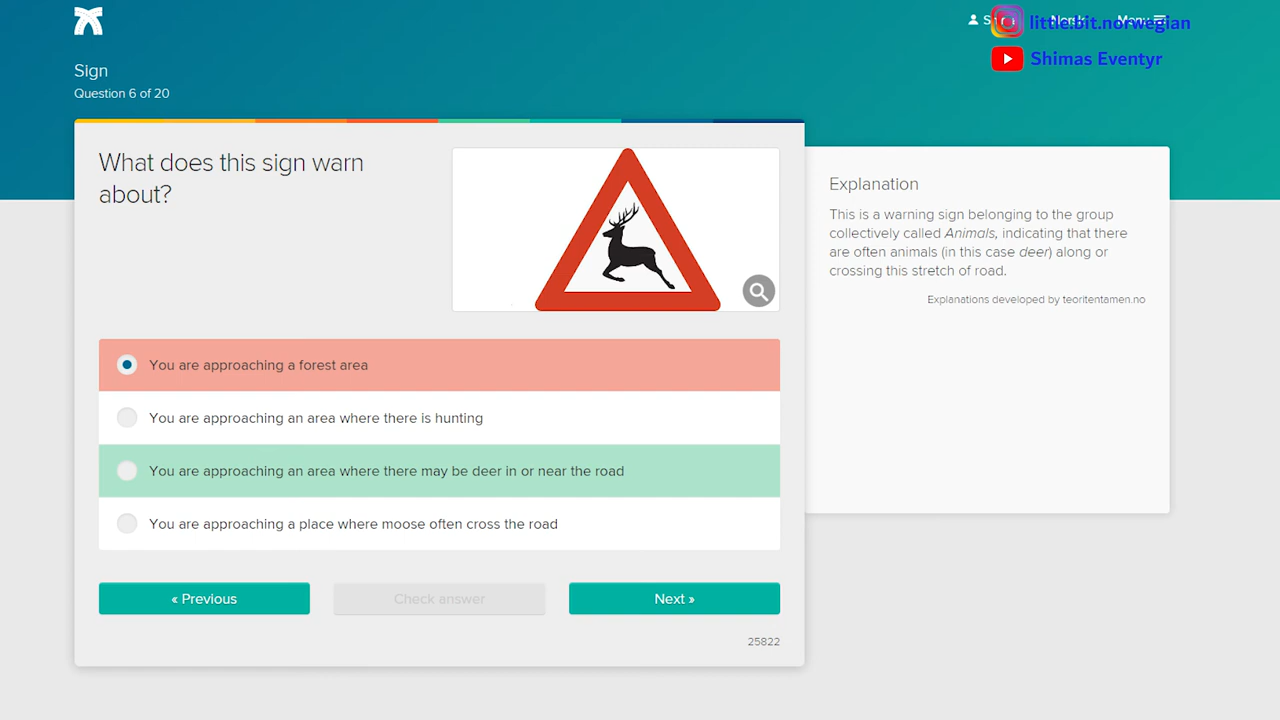 little.bit.norwegian
Shimas Eventyr
Sign
Question 6 of 20
What does this sign warn
about?
You are approaching a forest area
You are approaching an area where there is hunting
You are approaching an area where there may be deer in or near the road
You are approaching a place where moose often cross the road
« Previous
Check answer
Next »
25822
Explanation
This is a warning sign belonging to the group
collectively called Animals, indicating that there
are often animals (in this case deer) along or
crossing this stretch of road.
Explanations developed by teoritentamen.no